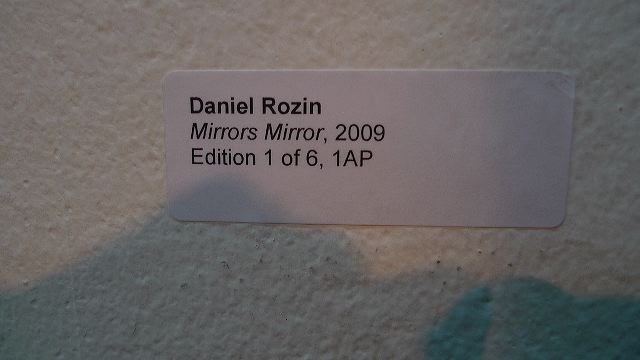 Daniel Rozin
Mirrors Mirror, 2009
Edition 1 of 6, 1AP